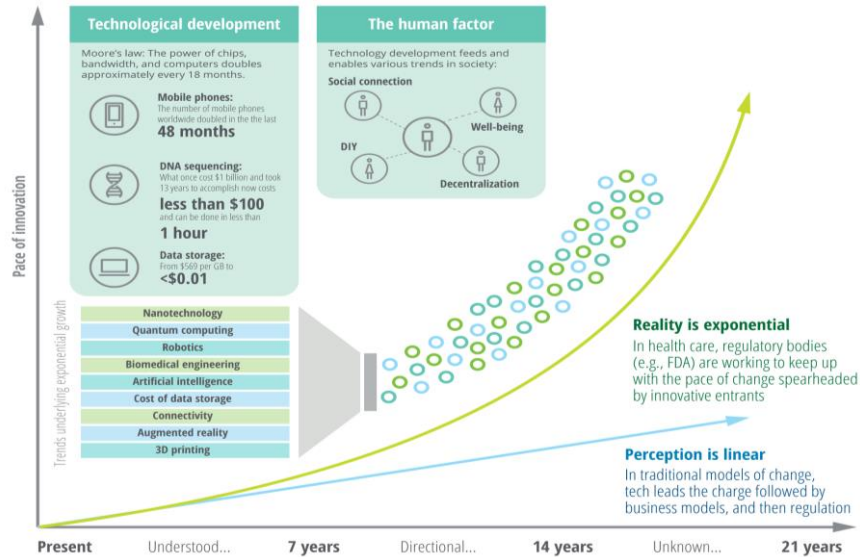 Technological development
Moore's law: The power of chips,
bandwidth, and computers doubles
approximately every 18 months.
Mobile phones:
The number of mobile phones
worldwide doubled in the the last
48 months
DNA sequencing:
What once cost $1 billion and took
13 years to accomplish now costs
less than $100
and can be done in less than
1 hour
Data storage:
From $569 per GB to
<$0.01
The human factor
Technology development feeds and
enables various trends in society:
Social connection
Well-being
DIY
Decentralization
Pace of innovation
Trends underlying exponential growth
Nanotechnology
Quantum computing
Robotics
Biomedical engineering
Artificial intelligence
Cost of data storage
Connectivity
Augmented reality
3D printing
Reality is exponential
In health care, regulatory bodies
(e.g., FDA) are working to keep up
with the pace of change spearheaded
by innovative entrants
Perception is linear
In traditional models of change,
tech leads the charge followed by
business models, and then regulation
Present Understood... 7 years Directional... 14 years Unknown... 21 years